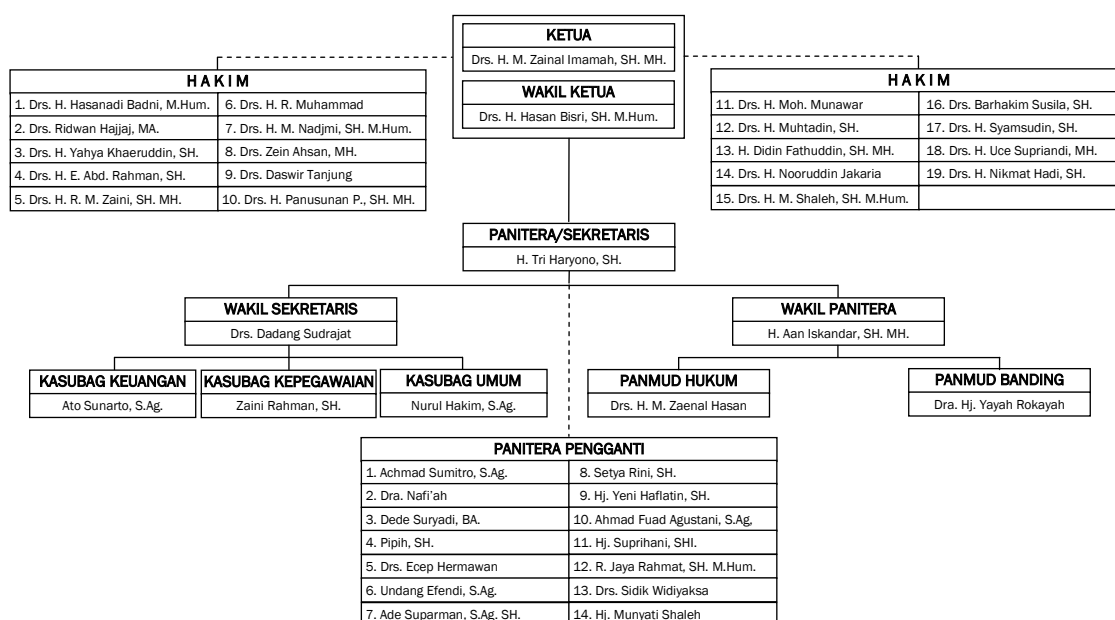 KETUA
Drs. H. M. Zainal Imamah, SH. MH.
WAKIL KETUA
Drs. H. Hasan Bisri, SH. M.Hum.
H A K I M
1. Drs. H. Hasanadi Badni, M.Hum.
2. Drs. Ridwan Hajjaj, MA.
3. Drs. H. Yahya Khaeruddin, SH.
4. Drs. H. E. Abd. Rahman, SH.
5. Drs. H. R. M. Zaini, SH. MH.
6. Drs. H. R. Muhammad
7. Drs. H. M. Nadjmi, SH. M.Hum.
8. Drs. Zein Ahsan, MH.
9. Drs. Daswir Tanjung
10. Drs. H. Panusunan P., SH. MH.
H A K I M
11. Drs. H. Moh. Munawar
12. Drs. H. Muhtadin, SH.
13. H. Didin Fathuddin, SH. MH.
14. Drs. H. Nooruddin Jakaria
15. Drs. H. M. Shaleh, SH. M.Hum.
16. Drs. Barhakim Susila, SH.
17. Drs. H. Syamsudin, SH.
18. Drs. H. Uce Supriandi, MH.
19. Drs. H. Nikmat Hadi, SH.
PANITERA/SEKRETARIS
H. Tri Haryono, SH.
WAKIL SEKRETARIS
Drs. Dadang Sudrajat
WAKIL PANITERA
H. Aan Iskandar, SH. MH.
KASUBAG KEUANGAN
Ato Sunarto, S.Ag.
KASUBAG KEPEGAWAIAN
Zaini Rahman, SH.
KASUBAG UMUM
Nurul Hakim, S.Ag.
PANMUD HUKUM
Drs. H. M. Zaenal Hasan
PANMUD BANDING
Dra. Hj. Yayah Rokayah
PANITERA PENGGANTI
1. Achmad Sumitro, S.Ag.
2. Dra. Nafi'ah
3. Dede Suryadi, BA.
4. Pipih, SH.
5. Drs. Ecep Hermawan
6. Undang Efendi, S.Ag.
7. Ade Suparman, S.Ag. SH.
8. Setya Rini, SH.
9. Hj. Yeni Haflatin, SH.
10. Ahmad Fuad Agustani, S.Ag,
11. Hj. Suprihani, SHI.
12. R. Jaya Rahmat, SH. M.Hum.
13. Drs. Sidik Widiyaksa
14. Hj. Munyati Shaleh